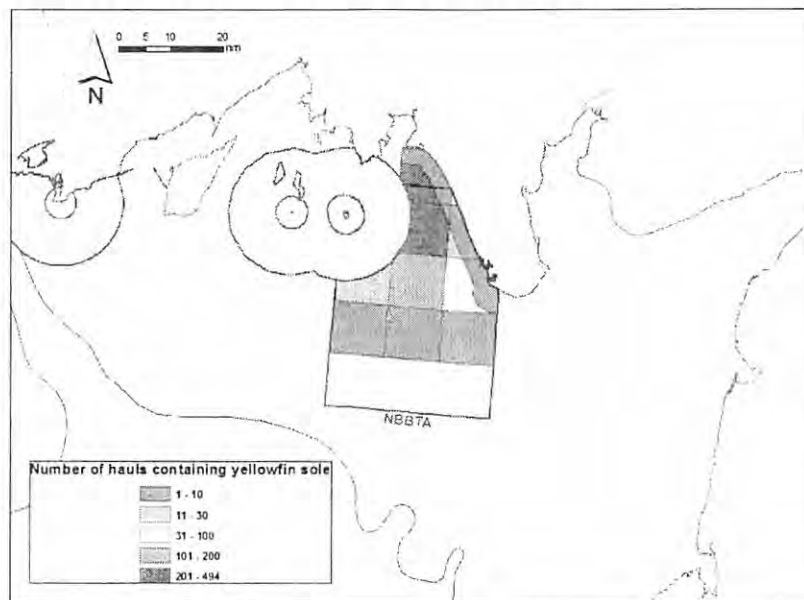 0 5 10 20
nm
N
NBBTA
Number of hauls containing yellowfin sole
1 - 10
11 - 30
31 - 100
101 - 200
201 - 494